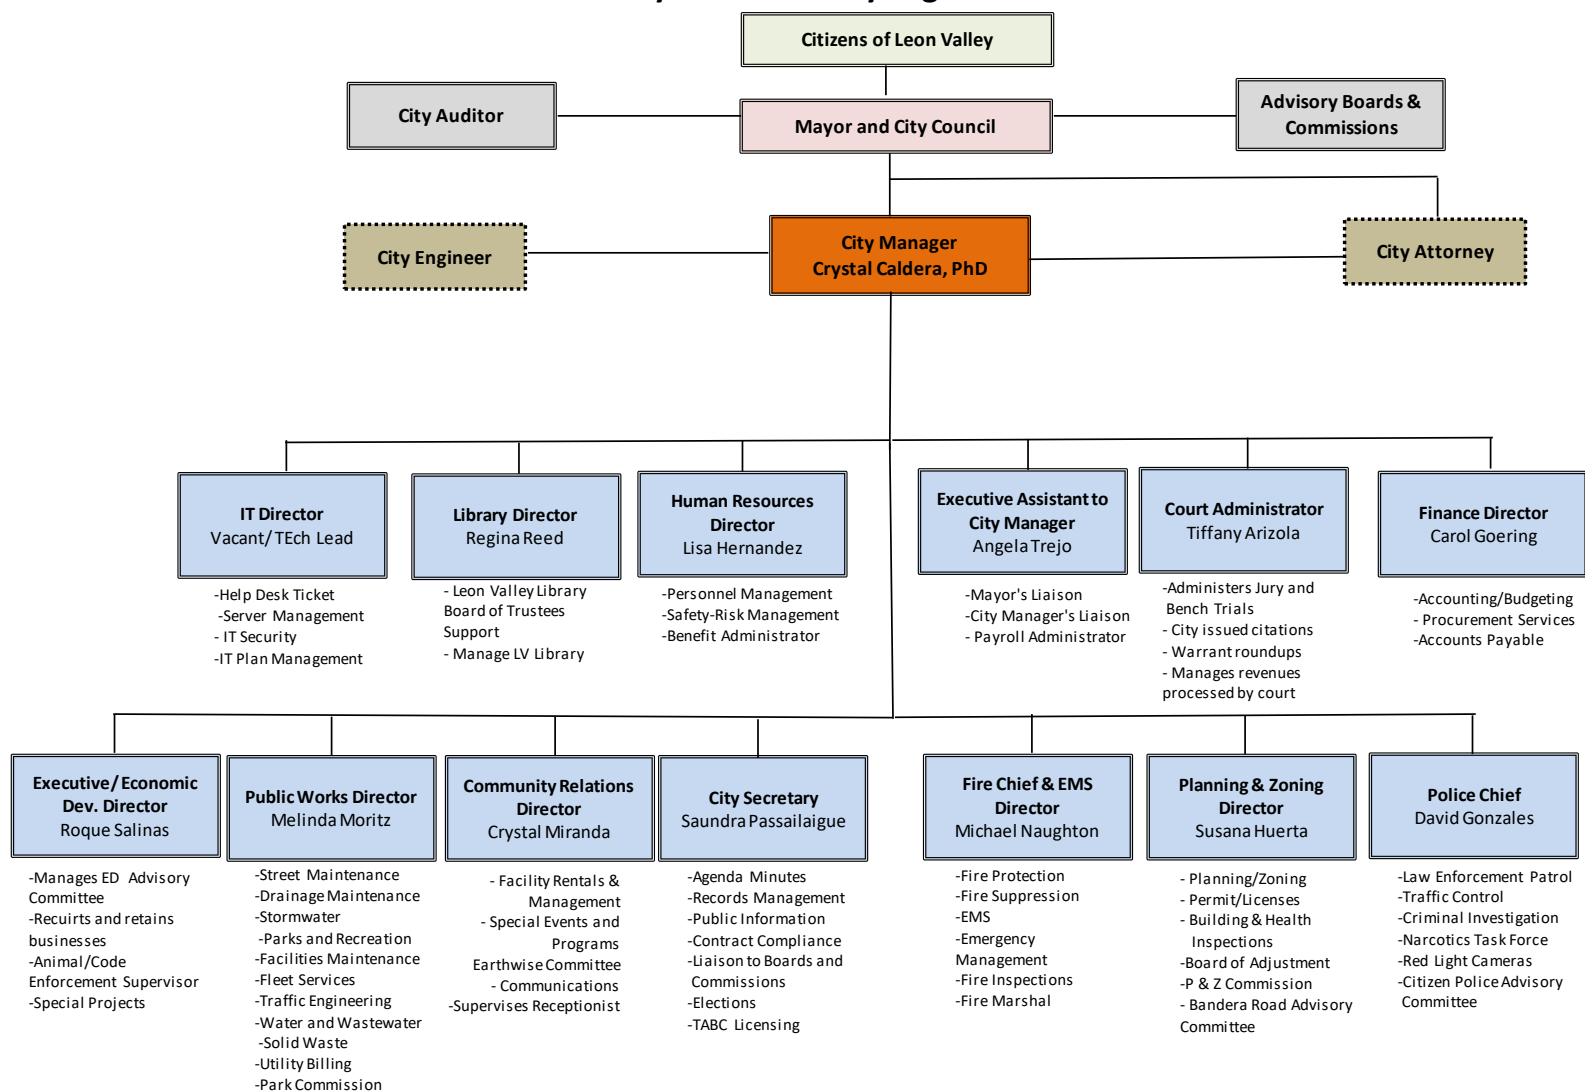 Citizens of Leon Valley
City Auditor
Mayor and City Council
Advisory Boards &
Commissions
City Engineer
City Manager
Crystal Caldera, PhD
City Attorney
IT Director
Vacant/ TEch Lead
Library Director
Regina Reed
Human Resources
Director
Lisa Hernandez
Executive Assistant to
City Manager
Angela Trejo
Court Administrator
Tiffany Arizola
Finance Director
Carol Goering
-Help Desk Ticket
-Server Management
- IT Security
-IT Plan Management
- Leon Valley Library
Board of Trustees
Support
- Manage LV Library
-Personnel Management
-Safety-Risk Management
-Benefit Administrator
-Mayor's Liaison
-City Manager's Liaison
- Payroll Administrator
-Administers Jury and
Bench Trials
- City issued citations
- Warrant roundups
- Manages revenues
processed by court
-Accounting/Budgeting
- Procurement Services
-Accounts Payable
Executive/ Economic
Dev. Director
Roque Salinas
Public Works Director
Melinda Moritz
Community Relations
Director
Crystal Miranda
City Secretary
Saundra Passailaigue
Fire Chief & EMS
Director
Michael Naughton
Planning & Zoning
Director
Susana Huerta
Police Chief
David Gonzales
-Manages ED Advisory
Committee
-Recuirts and retains
businesses
-Animal/Code
Enforcement Supervisor
-Special Projects
-Street Maintenance
-Drainage Maintenance
-Stormwater
-Parks and Recreation
-Facilities Maintenance
-Fleet Services
-Traffic Engineering
-Water and Wastewater
-Solid Waste
-Utility Billing
-Park Commission
- Facility Rentals &
Management
- Special Events and
Programs
Earthwise Committee
- Communications
-Supervises Receptionist
-Agenda Minutes
-Records Management
-Public Information
-Contract Compliance
-Liaison to Boards and
Commissions
-Elections
-TABC Licensing
-Fire Protection
-Fire Suppression
-EMS
-Emergency
Management
-Fire Inspections
-Fire Marshal
- Planning/Zoning
- Permit/Licenses
- Building & Health
Inspections
-Board of Adjustment
-P & Z Commission
- Bandera Road Advisory
Committee
-Law Enforcement Patrol
-Traffic Control
-Criminal Investigation
-Narcotics Task Force
-Red Light Cameras
-Citizen Police Advisory
Committee